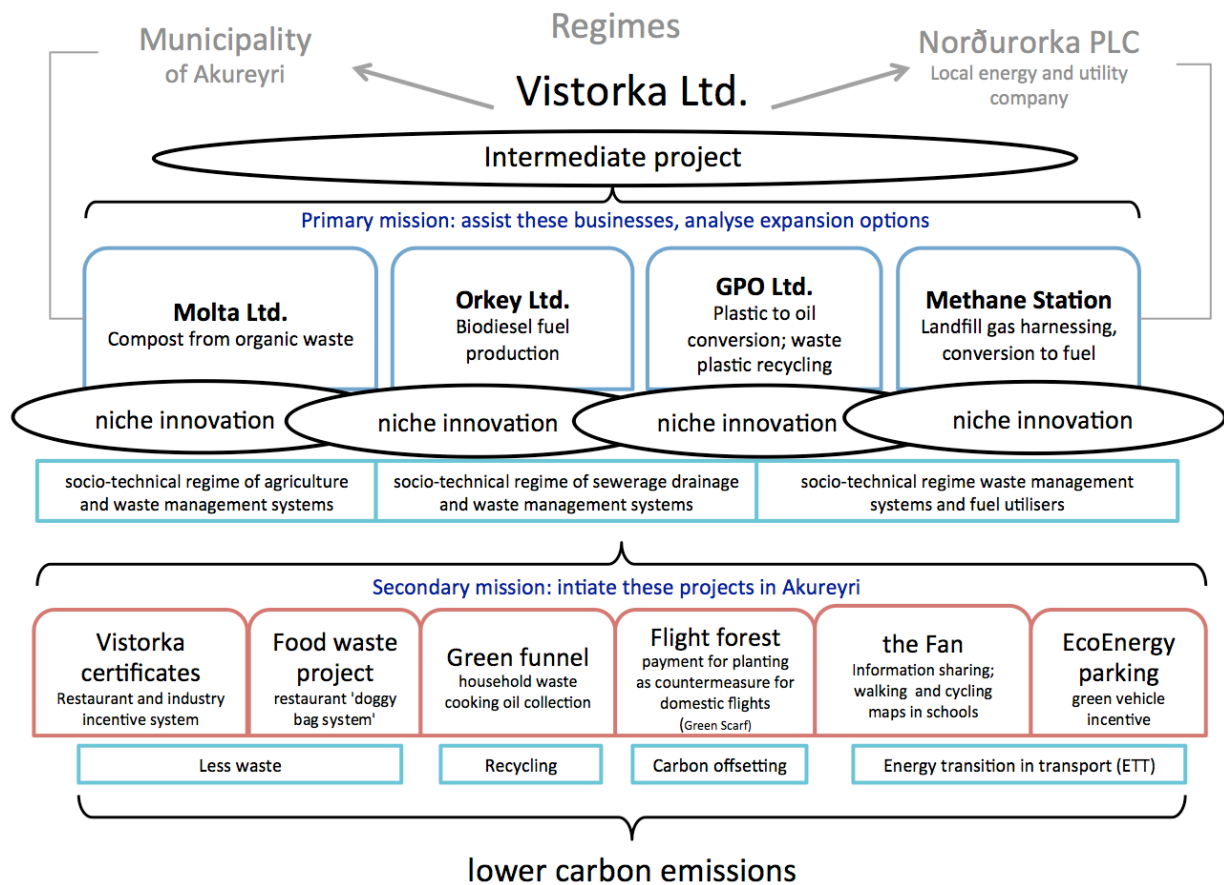 Regimes
Municipality
of Akureyri
Norðurorka PLC
Local energy and utility
company
Vistorka Ltd.
Intermediate project
Primary mission: assist these businesses, analyse expansion options
Molta Ltd.
Compost from organic waste
Orkey Ltd.
Biodiesel fuel
production
GPO Ltd.
Plastic to oil
conversion; waste
plastic recycling
Methane Station
Landfill gas harnessing,
conversion to fuel
niche innovation
niche innovation
niche innovation
niche innovation
socio-technical regime of agriculture
and waste management systems
socio-technical regime of sewerage drainage
and waste management systems
socio-technical regime waste management
systems and fuel utilisers
Secondary mission: intiate these projects in Akureyri
Vistorka
certificates
Restaurant and industry
incentive system
Food waste
project
restaurant 'doggy
bag system'
Green funnel
household waste
cooking oil collection
Flight forest
payment for planting
as countermeasure for
domestic flights
(Green Scarf)
the Fan
Information sharing;
walking and cycling
maps in schools
EcoEnergy
parking
green vehicle
incentive
Less waste
Recycling
Carbon offsetting
Energy transition in transport (ETT)
lower carbon emissions